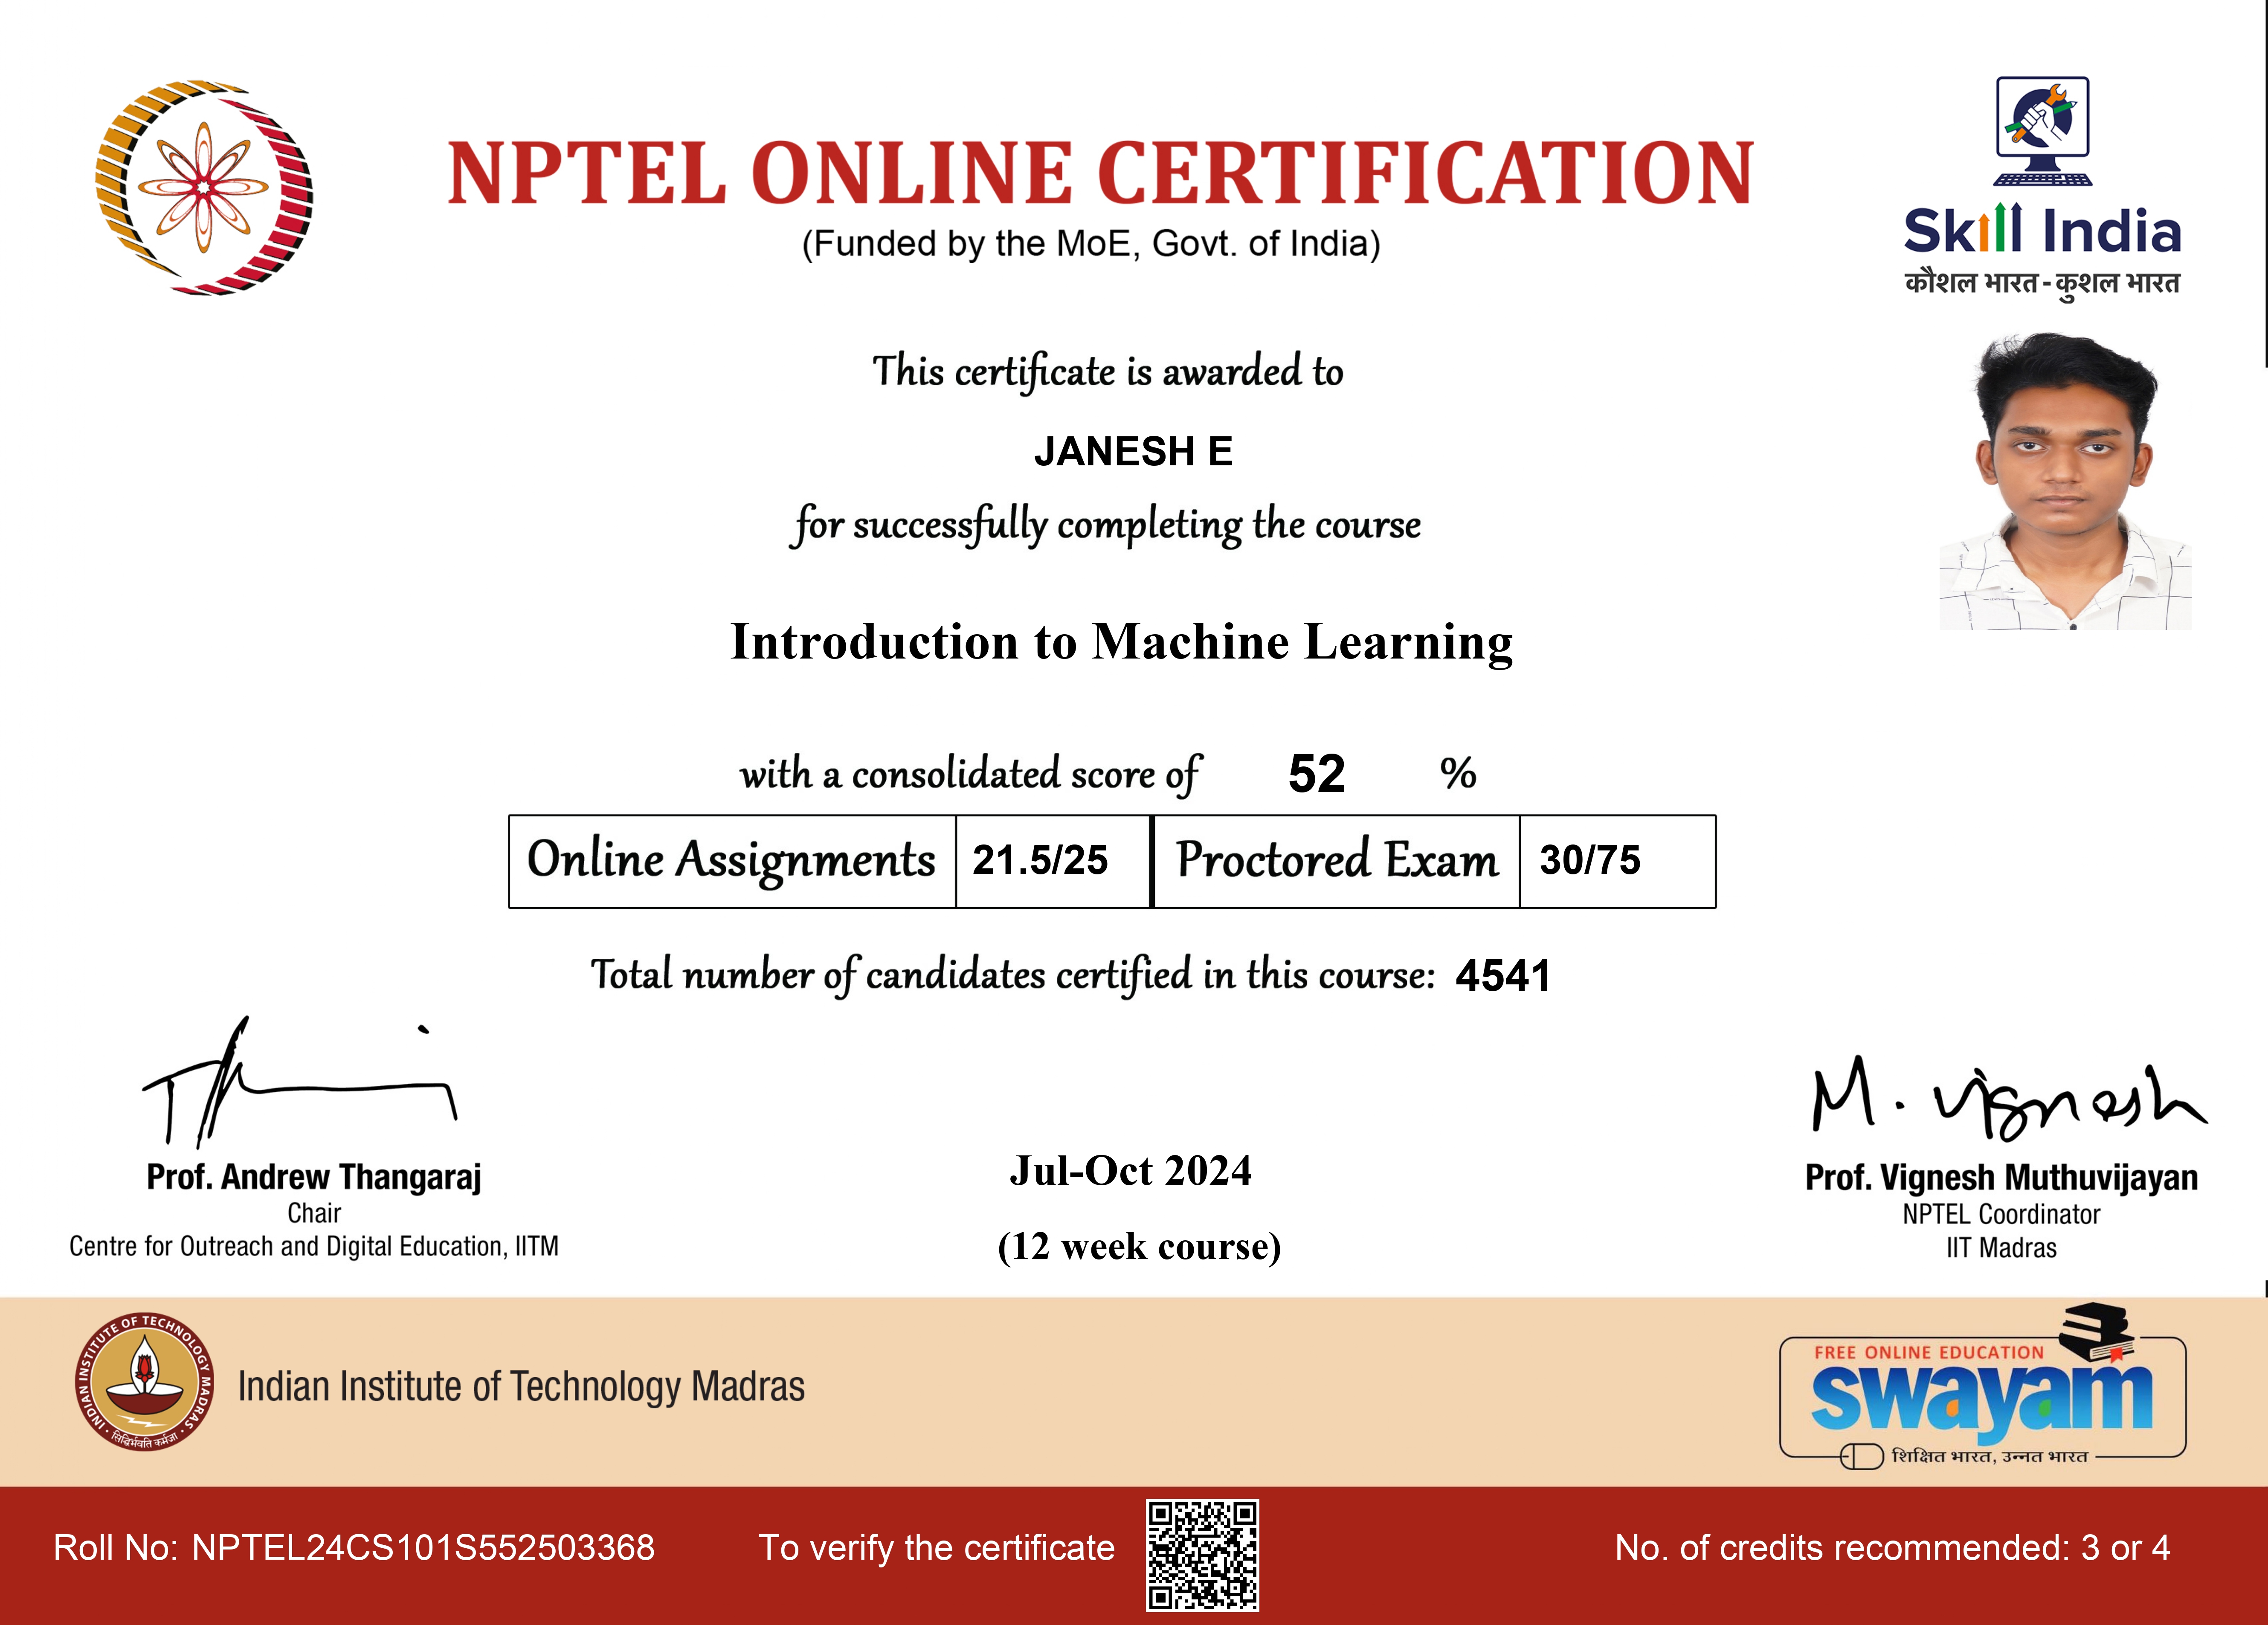 NPTEL ONLINE CERTIFICATION
(Funded by the MoE, Govt. of India)
Skill India
कौशल भारत - कुशल भारत
This certificate is awarded to
JANESH E
for successfully completing the course
Introduction to Machine Learning
with a consolidated score of 52 %
Online Assignments 21.5/25 Proctored Exam 30/75
Total number of candidates certified in this course: 4541
M. Vignesh
Prof. Andrew Thangaraj
Chair
Centre for Outreach and Digital Education, IITM
Jul-Oct 2024
(12 week course)
Prof. Vignesh Muthuvijayan
NPTEL Coordinator
IIT Madras
INDIAN INSTITUTE OF TECHNOLOGY MADRAS
सिद्धिर्भवति कर्मजा
Indian Institute of Technology Madras
FREE ONLINE EDUCATION
swayam
शिक्षित भारत, उन्नत भारत
Roll No: NPTEL24CS101S552503368
To verify the certificate
No. of credits recommended: 3 or 4